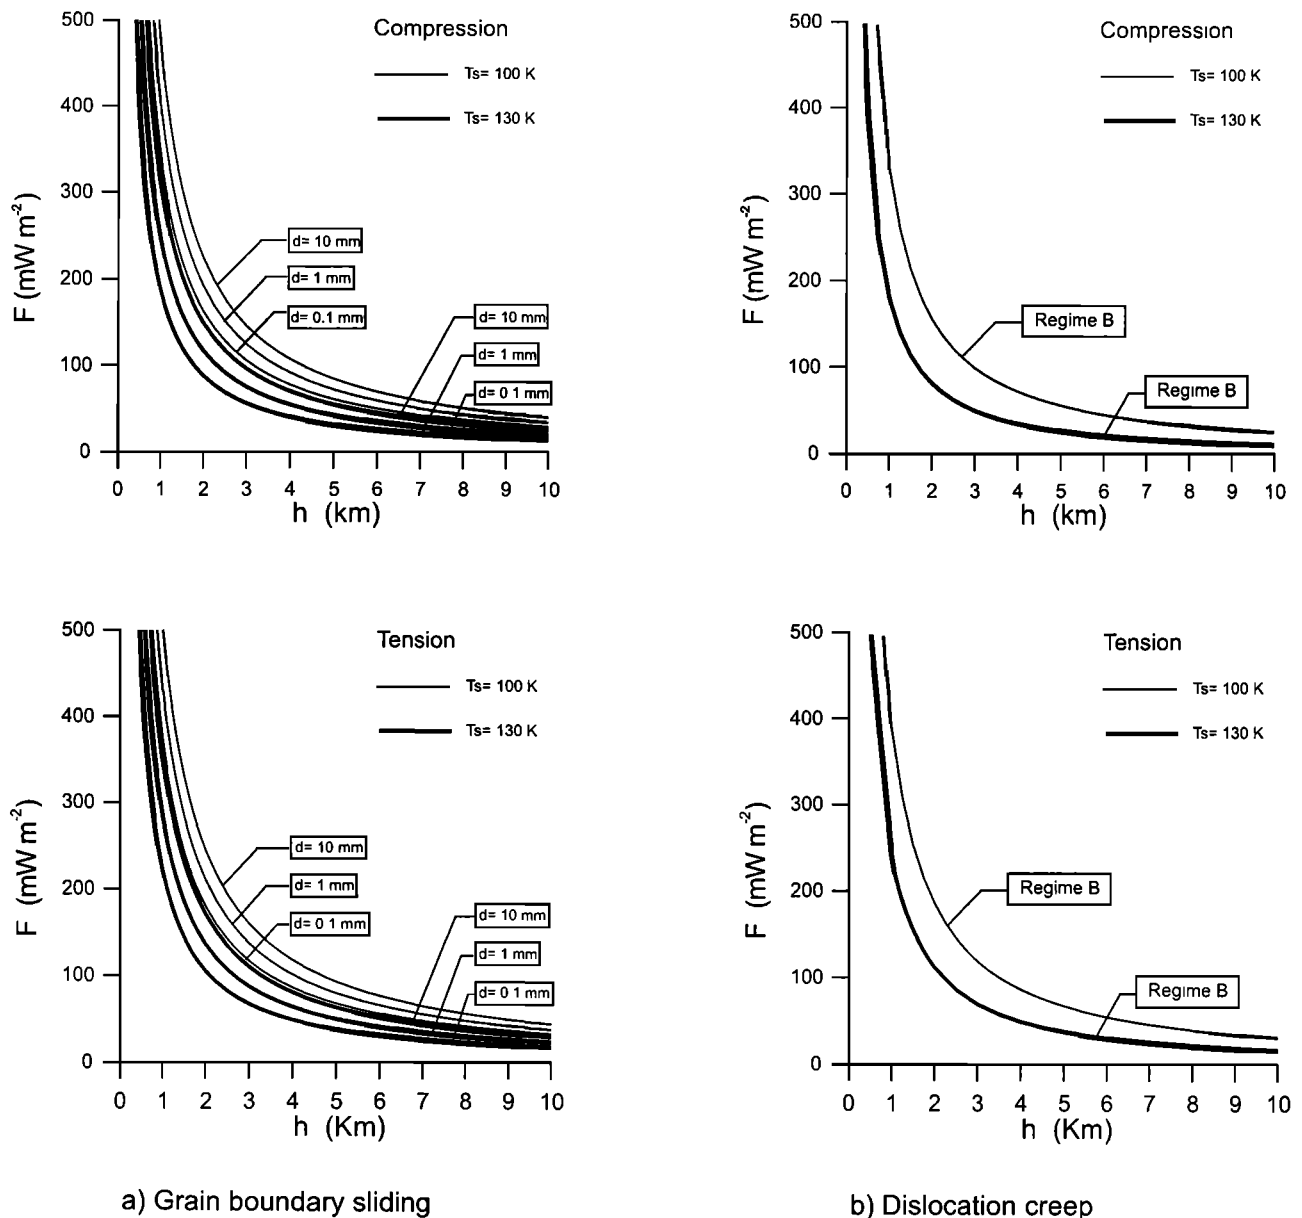 Compression
Ts= 100 K
Ts= 130 K
500
400
300
200
100
0
F (mW m-2)
d= 10 mm
d= 1 mm
d= 0.1 mm
d= 10 mm
d= 1 mm
d= 0 1 mm
0 1 2 3 4 5 6 7 8 9 10
h (km)
Compression
Ts= 100 K
Ts= 130 K
500
400
300
200
100
0
F (mW m-2)
Regime B
Regime B
0 1 2 3 4 5 6 7 8 9 10
h (km)
Tension
Ts= 100 K
Ts= 130 K
500
400
300
200
100
0
F (mW m-2)
d= 10 mm
d= 1 mm
d= 0 1 mm
d= 10 mm
d= 1 mm
d= 0 1 mm
0 1 2 3 4 5 6 7 8 9 10
h (Km)
Tension
Ts= 100 K
Ts= 130 K
500
400
300
200
100
0
F (mW m-2)
Regime B
Regime B
0 1 2 3 4 5 6 7 8 9 10
h (Km)
a) Grain boundary sliding
b) Dislocation creep